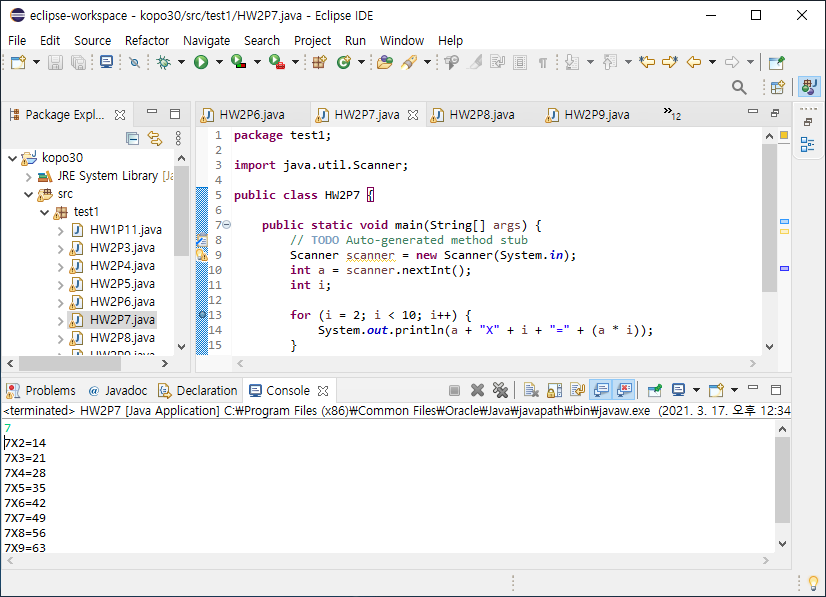 eclipse-workspace - kopo30/src/test1/HW2P7.java - Eclipse IDE
File Edit Source Refactor Navigate Search Project Run Window Help
Package Expl...
kopo30
JRE System Library [Ja
src
test1
HW1P11.java
HW2P3.java
HW2P4.java
HW2P5.java
HW2P6.java
HW2P7.java
HW2P8.java
HW2P9.java
HW2P6.java HW2P7.java HW2P8.java HW2P9.java »12
1 package test1;
2
3 import java.util.Scanner;
4
5 public class HW2P7 {
6
7 public static void main(String[] args) {
8 // TODO Auto-generated method stub
9 Scanner scanner = new Scanner(System.in);
10 int a = scanner.nextInt();
11 int i;
12
13 for (i = 2; i < 10; i++) {
14 System.out.println(a + "X" + i + "=" + (a * i));
15 }
Problems @ Javadoc Declaration Console
<terminated> HW2P7 [Java Application] C:₩Program Files (x86)₩Common Files₩Oracle₩Java₩javapath₩bin₩javaw.exe (2021. 3. 17. 오후 12:34
7
7X2=14
7X3=21
7X4=28
7X5=35
7X6=42
7X7=49
7X8=56
7X9=63